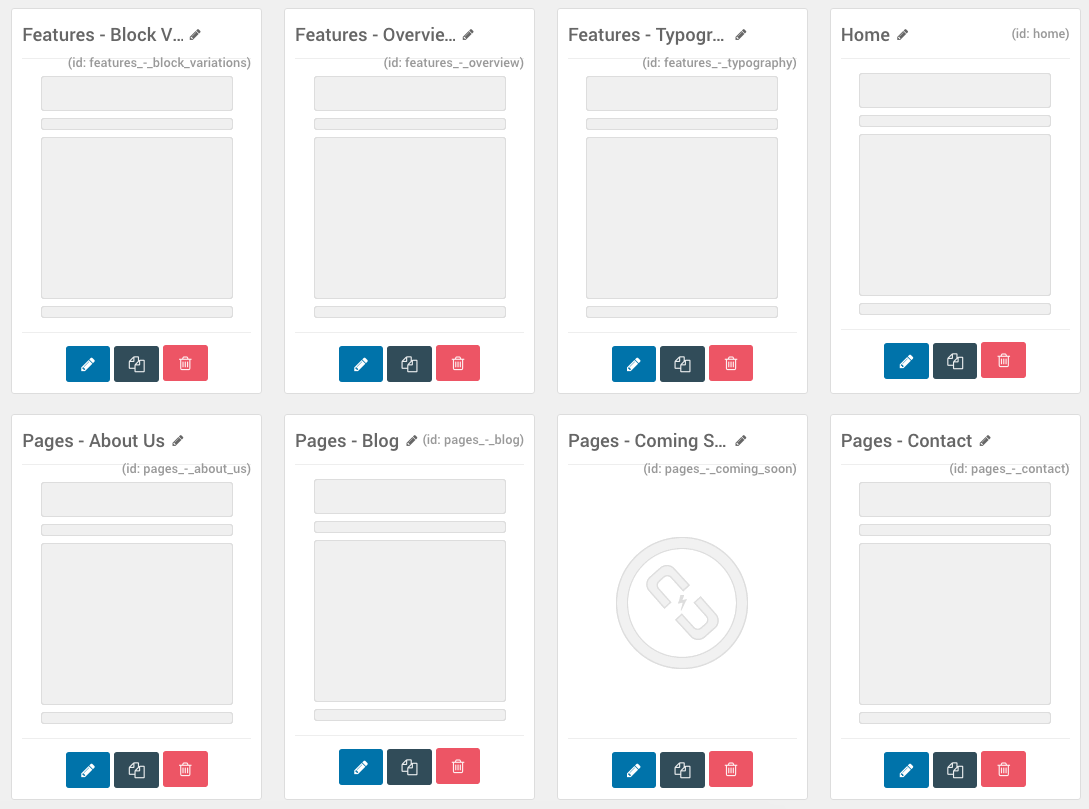 Features - Block V...
(id: features_-_block_variations)
Features - Overvie...
(id: features_-_overview)
Features - Typogr...
(id: features_-_typography)
Home
(id: home)
Pages - About Us
(id: pages_-_about_us)
Pages - Blog
(id: pages_-_blog)
Pages - Coming S...
(id: pages_-_coming_soon)
Pages - Contact
(id: pages_-_contact)